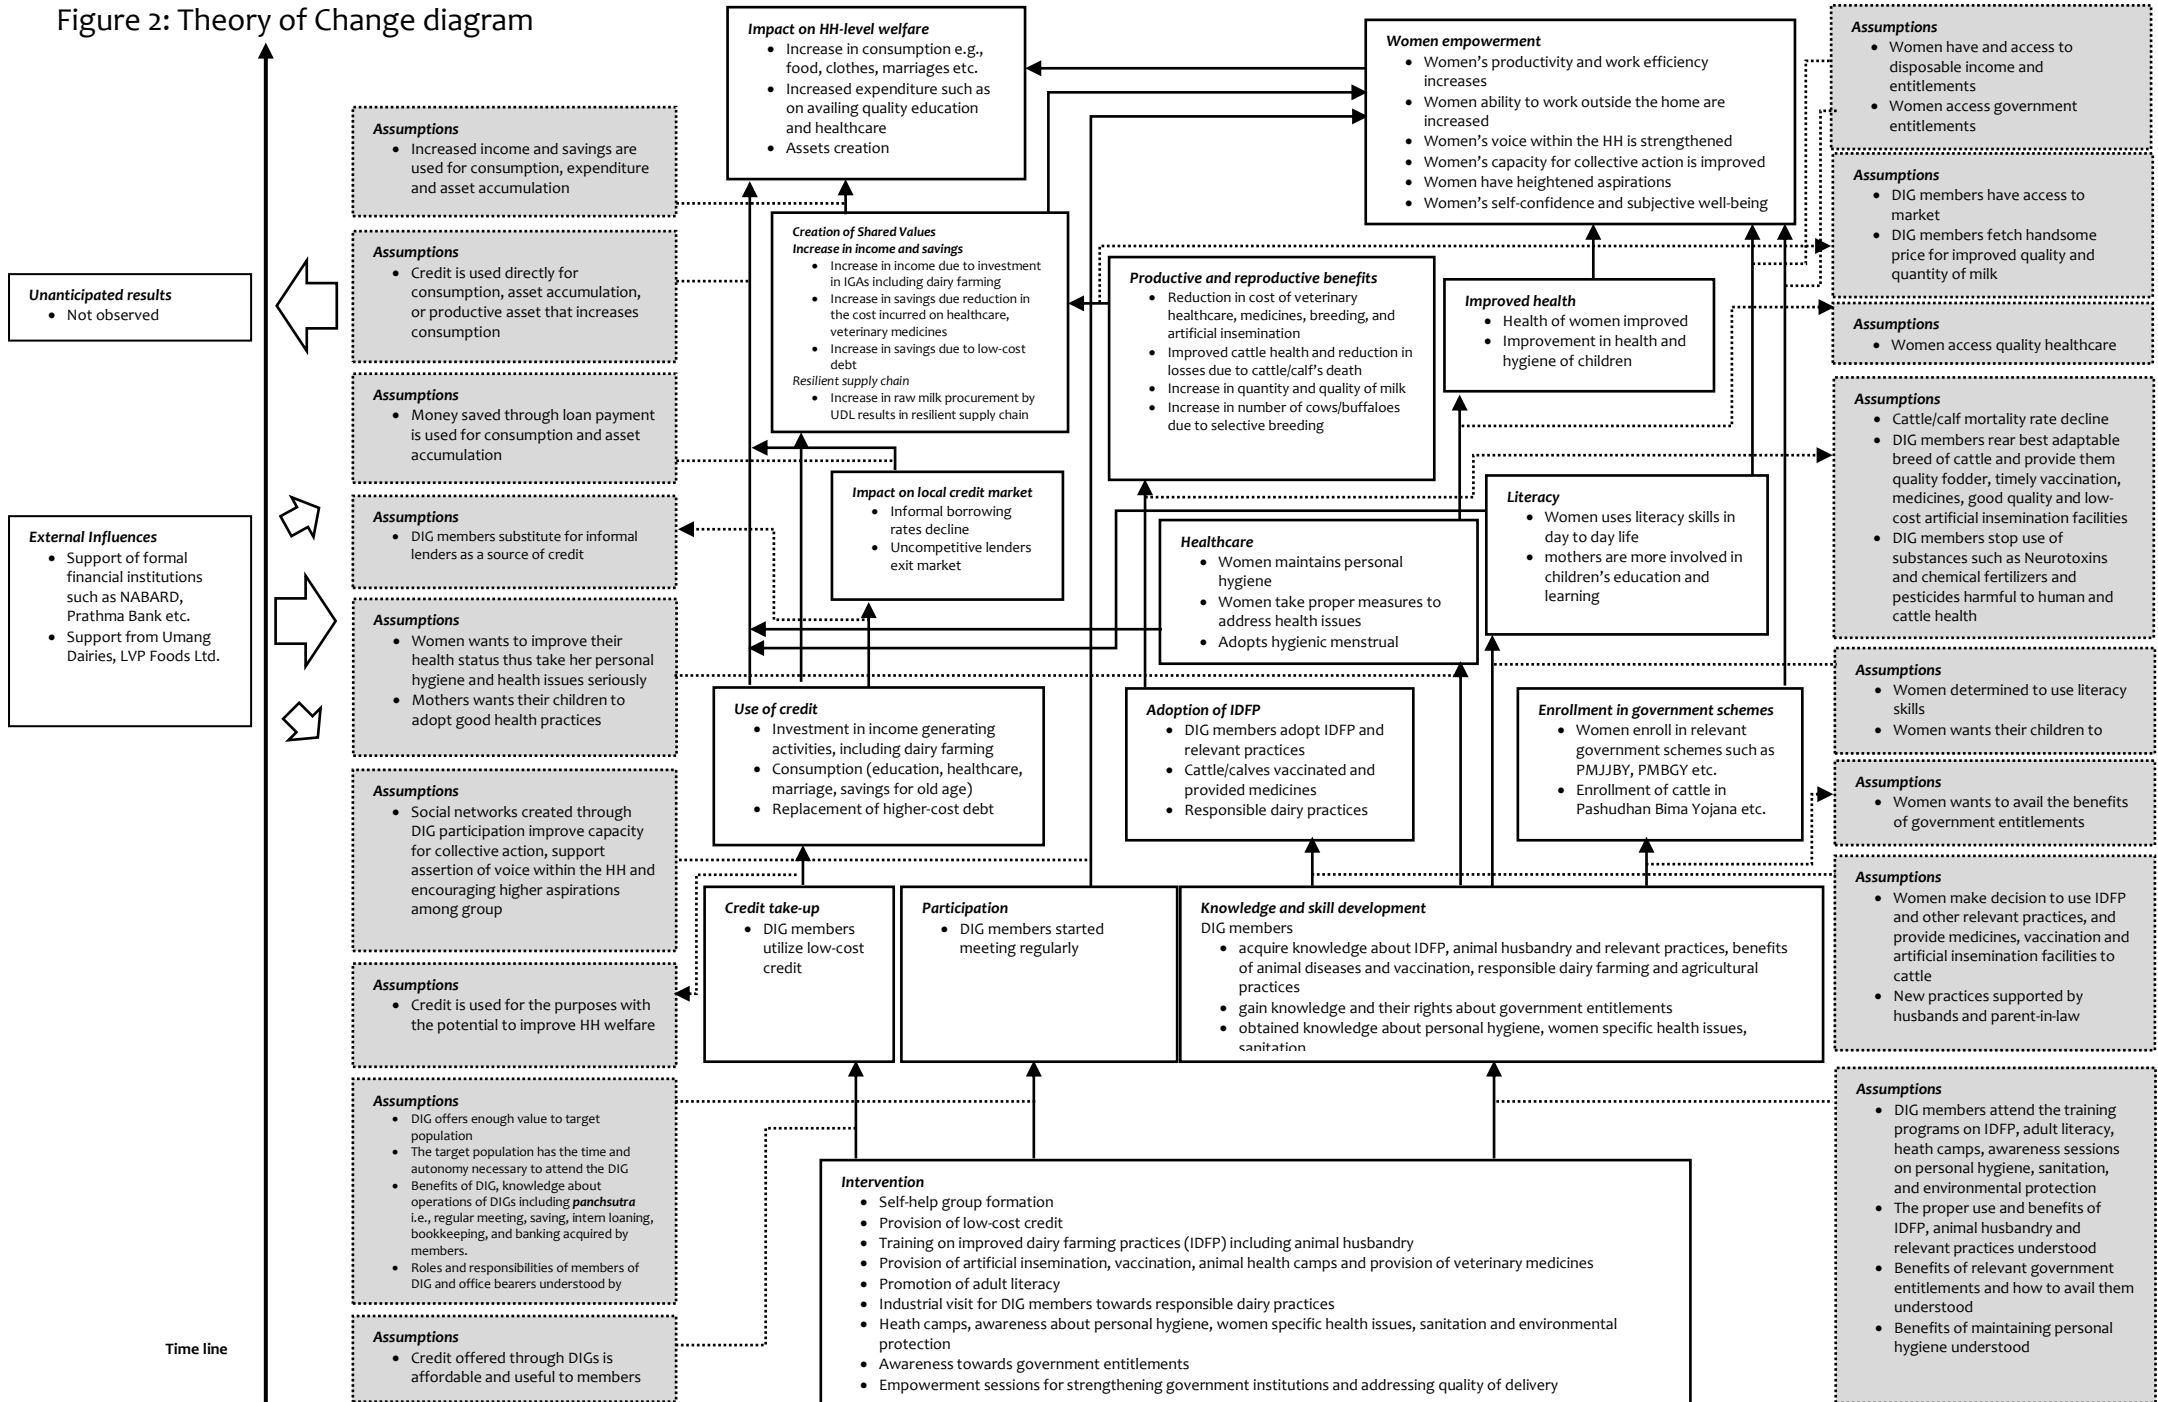 Figure 2: Theory of Change diagram
Impact on HH-level welfare
• Increase in consumption e.g.,
food, clothes, marriages etc.
• Increased expenditure such as
on availing quality education
and healthcare
• Assets creation
Women empowerment
• Women's productivity and work efficiency
increases
• Women ability to work outside the home are
increased
• Women's voice within the HH is strengthened
• Women's capacity for collective action is improved
• Women have heightened aspirations
• Women's self-confidence and subjective well-being
Assumptions
• Women have and access to
disposable income and
entitlements
• Women access government
entitlements
Assumptions
• Increased income and savings are
used for consumption, expenditure
and asset accumulation
Assumptions
• DIG members have access to
market
• DIG members fetch handsome
price for improved quality and
quantity of milk
Assumptions
• Credit is used directly for
consumption, asset accumulation,
or productive asset that increases
consumption
Unanticipated results
• Not observed
Creation of Shared Values
Increase in income and savings
• Increase in income due to investment
in IGAs including dairy farming
• Increase in savings due reduction in
the cost incurred on healthcare,
veterinary medicines
• Increase in savings due to low-cost
debt
Resilient supply chain
• Increase in raw milk procurement by
UDL results in resilient supply chain
Productive and reproductive benefits
• Reduction in cost of veterinary
healthcare, medicines, breeding, and
artificial insemination
• Improved cattle health and reduction in
losses due to cattle/calf's death
• Increase in quantity and quality of milk
• Increase in number of cows/buffaloes
due to selective breeding
Improved health
• Health of women improved
• Improvement in health and
hygiene of children
Assumptions
• Women access quality healthcare
Assumptions
• Money saved through loan payment
is used for consumption and asset
accumulation
Assumptions
• Cattle/calf mortality rate decline
• DIG members rear best adaptable
breed of cattle and provide them
quality fodder, timely vaccination,
medicines, good quality and low-
cost artificial insemination facilities
• DIG members stop use of
substances such as Neurotoxins
and chemical fertilizers and
pesticides harmful to human and
cattle health
Impact on local credit market
• Informal borrowing
rates decline
• Uncompetitive lenders
exit market
Literacy
• Women uses literacy skills in
day to day life
• mothers are more involved in
children's education and
learning
Assumptions
• DIG members substitute for informal
lenders as a source of credit
External Influences
• Support of formal
financial institutions
such as NABARD,
Prathma Bank etc.
• Support from Umang
Dairies, LVP Foods Ltd.
Healthcare
• Women maintains personal
hygiene
• Women take proper measures to
address health issues
• Adopts hygienic menstrual
Assumptions
• Women wants to improve their
health status thus take her personal
hygiene and health issues seriously
• Mothers wants their children to
adopt good health practices
Assumptions
• Women determined to use literacy
skills
• Women wants their children to
Use of credit
• Investment in income generating
activities, including dairy farming
• Consumption (education, healthcare,
marriage, savings for old age)
• Replacement of higher-cost debt
Adoption of IDFP
• DIG members adopt IDFP and
relevant practices
• Cattle/calves vaccinated and
provided medicines
• Responsible dairy practices
Enrollment in government schemes
• Women enroll in relevant
government schemes such as
PMJJBY, PMBGY etc.
• Enrollment of cattle in
Pashudhan Bima Yojana etc.
Assumptions
• Women wants to avail the benefits
of government entitlements
Assumptions
• Social networks created through
DIG participation improve capacity
for collective action, support
assertion of voice within the HH and
encouraging higher aspirations
among group
Assumptions
• Women make decision to use IDFP
and other relevant practices, and
provide medicines, vaccination and
artificial insemination facilities to
cattle
• New practices supported by
husbands and parent-in-law
Credit take-up
• DIG members
utilize low-cost
credit
Participation
• DIG members started
meeting regularly
Knowledge and skill development
DIG members
• acquire knowledge about IDFP, animal husbandry and relevant practices, benefits
of animal diseases and vaccination, responsible dairy farming and agricultural
practices
• gain knowledge and their rights about government entitlements
• obtained knowledge about personal hygiene, women specific health issues,
sanitation
Assumptions
• Credit is used for the purposes with
the potential to improve HH welfare
Assumptions
• DIG offers enough value to target
population
• The target population has the time and
autonomy necessary to attend the DIG
• Benefits of DIG, knowledge about
operations of DIGs including panchsutra
i.e., regular meeting, saving, intern loaning,
bookkeeping, and banking acquired by
members.
• Roles and responsibilities of members of
DIG and office bearers understood by
Assumptions
• DIG members attend the training
programs on IDFP, adult literacy,
heath camps, awareness sessions
on personal hygiene, sanitation,
and environmental protection
• The proper use and benefits of
IDFP, animal husbandry and
relevant practices understood
• Benefits of relevant government
entitlements and how to avail them
understood
• Benefits of maintaining personal
hygiene understood
Intervention
• Self-help group formation
• Provision of low-cost credit
• Training on improved dairy farming practices (IDFP) including animal husbandry
• Provision of artificial insemination, vaccination, animal health camps and provision of veterinary medicines
• Promotion of adult literacy
• Industrial visit for DIG members towards responsible dairy practices
• Heath camps, awareness about personal hygiene, women specific health issues, sanitation and environmental
protection
• Awareness towards government entitlements
• Empowerment sessions for strengthening government institutions and addressing quality of delivery
Assumptions
• Credit offered through DIGs is
affordable and useful to members
Time line